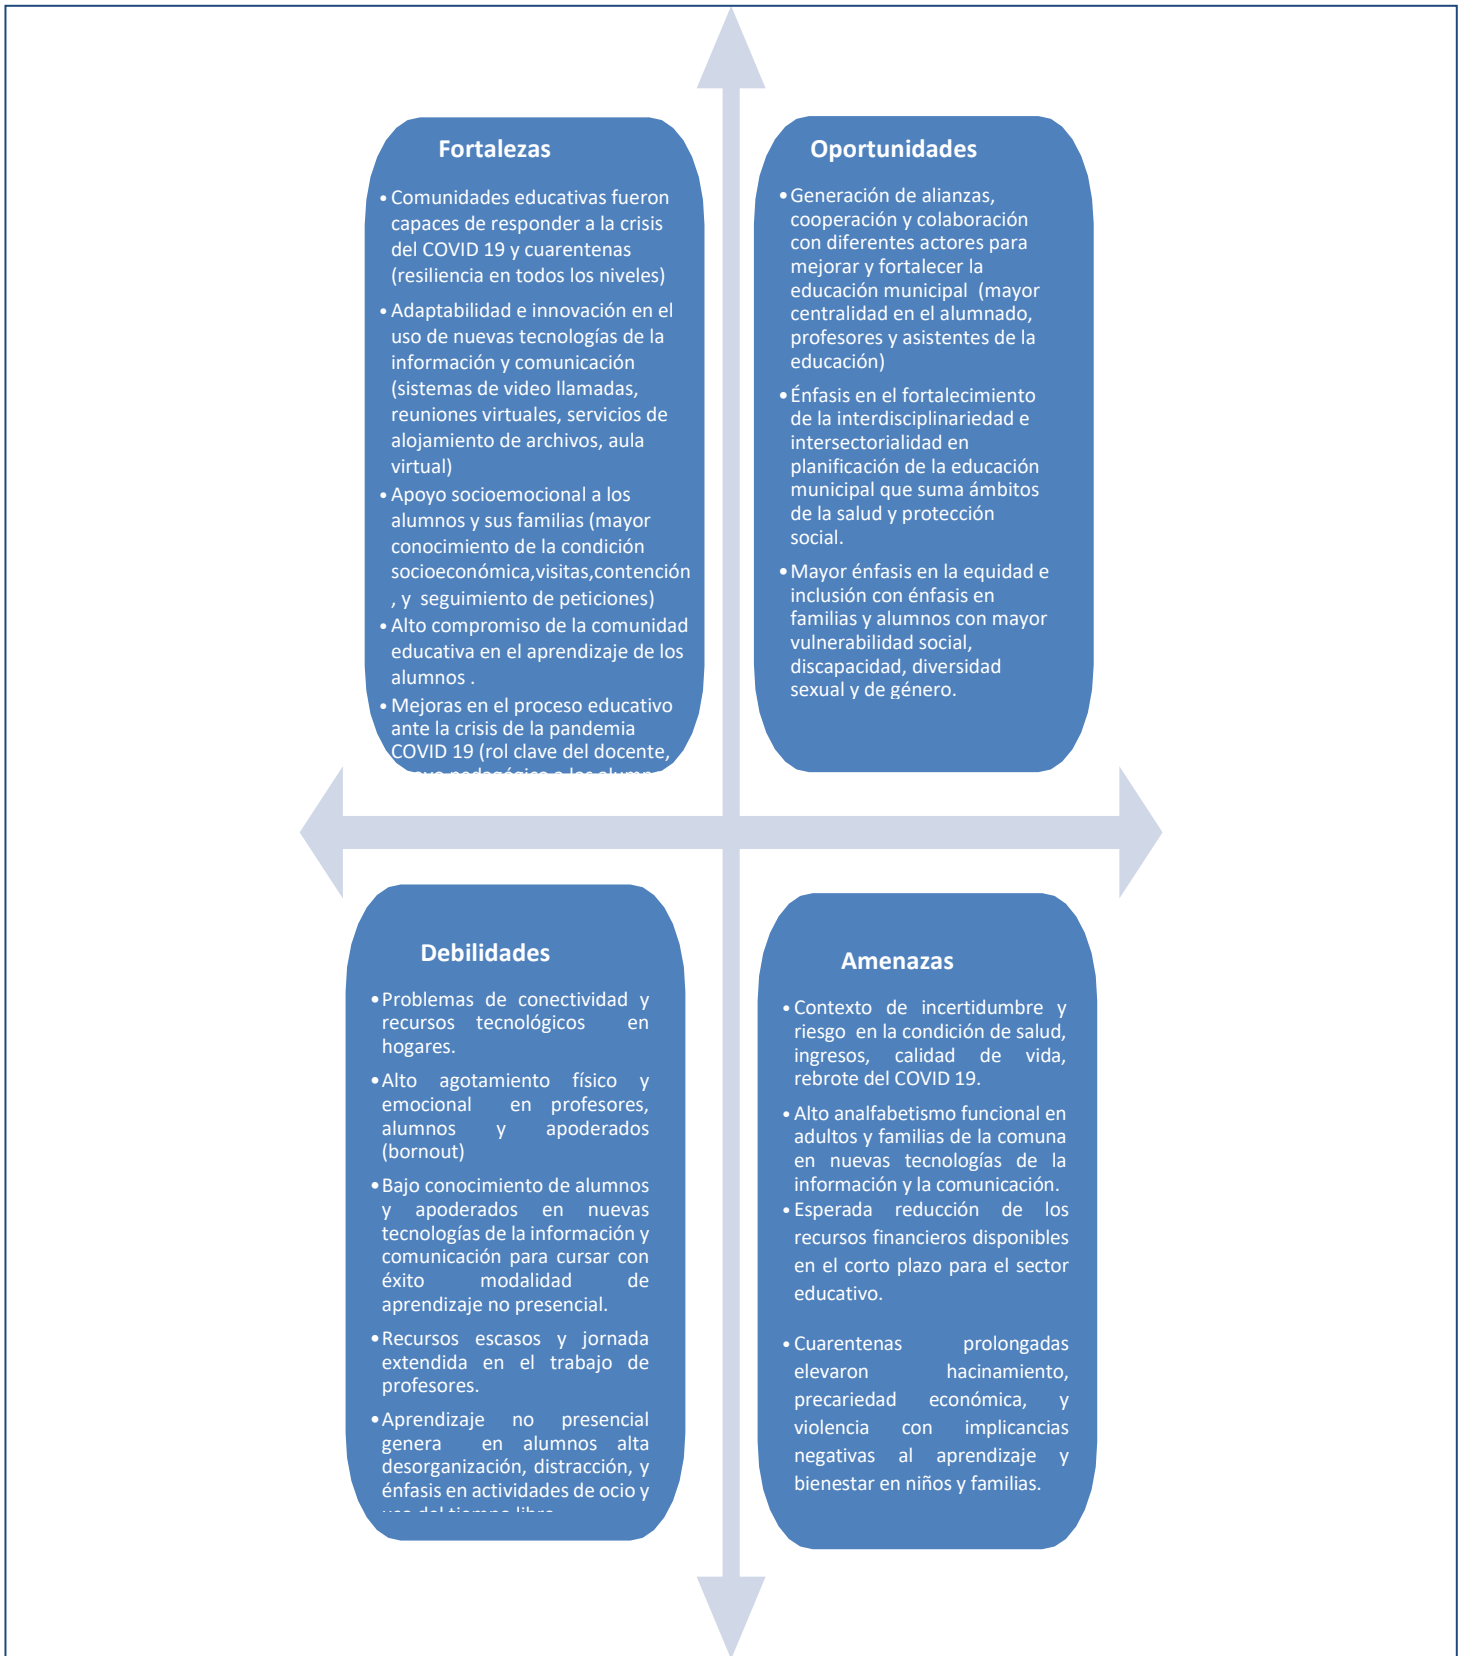 Fortalezas
• Comunidades educativas fueron
capaces de responder a la crisis
del COVID 19 y cuarentenas
(resiliencia en todos los niveles)
• Adaptabilidad e innovación en el
uso de nuevas tecnologías de la
información y comunicación
(sistemas de video llamadas,
reuniones virtuales, servicios de
alojamiento de archivos, aula
virtual)
• Apoyo socioemocional a los
alumnos y sus familias (mayor
conocimiento de la condición
socioeconómica,visitas,contención
, y seguimiento de peticiones)
• Alto compromiso de la comunidad
educativa en el aprendizaje de los
alumnos .
• Mejoras en el proceso educativo
ante la crisis de la pandemia
COVID 19 (rol clave del docente,
pedagógico a los
Oportunidades
• Generación de alianzas,
cooperación y colaboración
con diferentes actores para
mejorar y fortalecer la
educación municipal (mayor
centralidad en el alumnado,
profesores y asistentes de la
educación)
• Énfasis en el fortalecimiento
de la interdisciplinariedad e
intersectorialidad en
planificación de la educación
municipal que suma ámbitos
de la salud y protección
social.
• Mayor énfasis en la equidad e
inclusión con énfasis en
familias y alumnos con mayor
vulnerabilidad social,
discapacidad, diversidad
sexual y de género.
Debilidades
• Problemas de conectividad y
recursos tecnológicos en
hogares.
• Alto agotamiento físico y
emocional en profesores,
alumnos y apoderados
(bornout)
• Bajo conocimiento de alumnos
y apoderados en nuevas
tecnologías de la información y
comunicación para cursar con
éxito modalidad de
aprendizaje no presencial.
• Recursos escasos y jornada
extendida en el trabajo de
profesores.
• Aprendizaje no presencial
genera en alumnos alta
desorganización, distracción, y
énfasis en actividades de ocio y
uso del tiempo libre
Amenazas
• Contexto de incertidumbre y
riesgo en la condición de salud,
ingresos, calidad de vida,
rebrote del COVID 19.
• Alto analfabetismo funcional en
adultos y familias de la comuna
en nuevas tecnologías de la
información y la comunicación.
• Esperada reducción de los
recursos financieros disponibles
en el corto plazo para el sector
educativo.
• Cuarentenas prolongadas
elevaron hacinamiento,
precariedad económica, y
violencia con implicancias
negativas al aprendizaje y
bienestar en niños y familias.